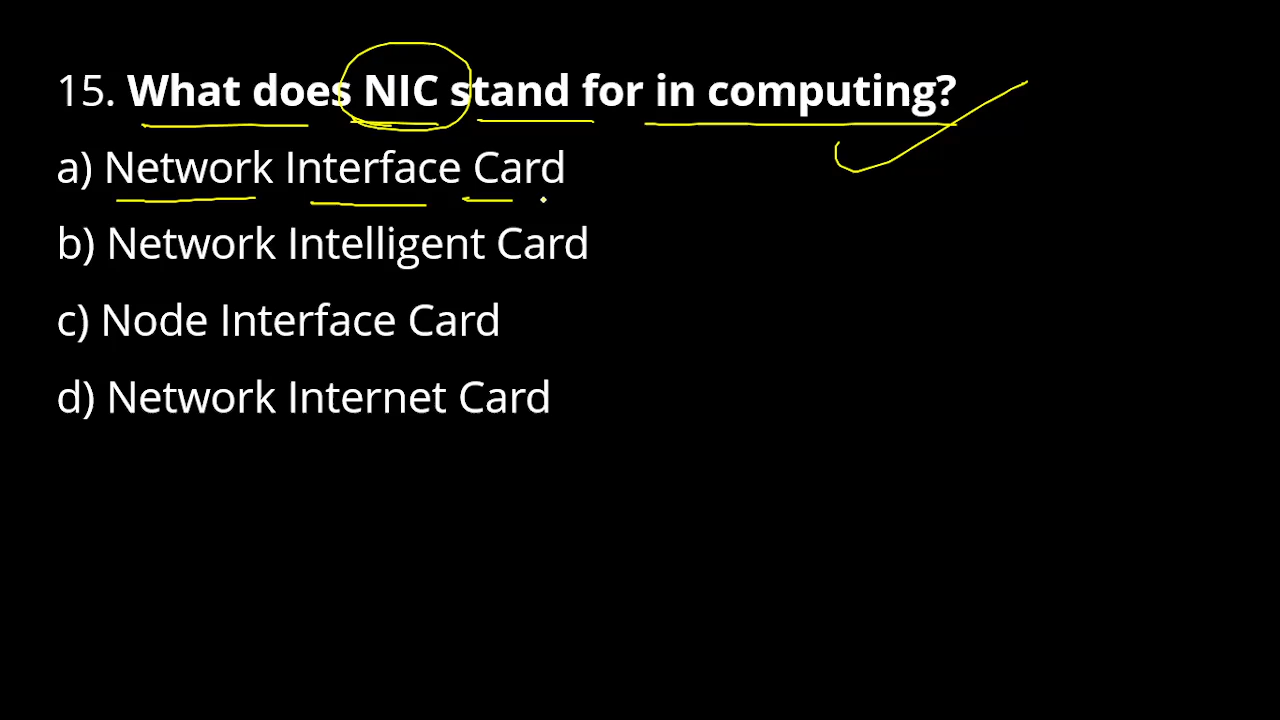 15. What does NIC stand for in computing?
a) Network Interface Card
b) Network Intelligent Card
c) Node Interface Card
d) Network Internet Card